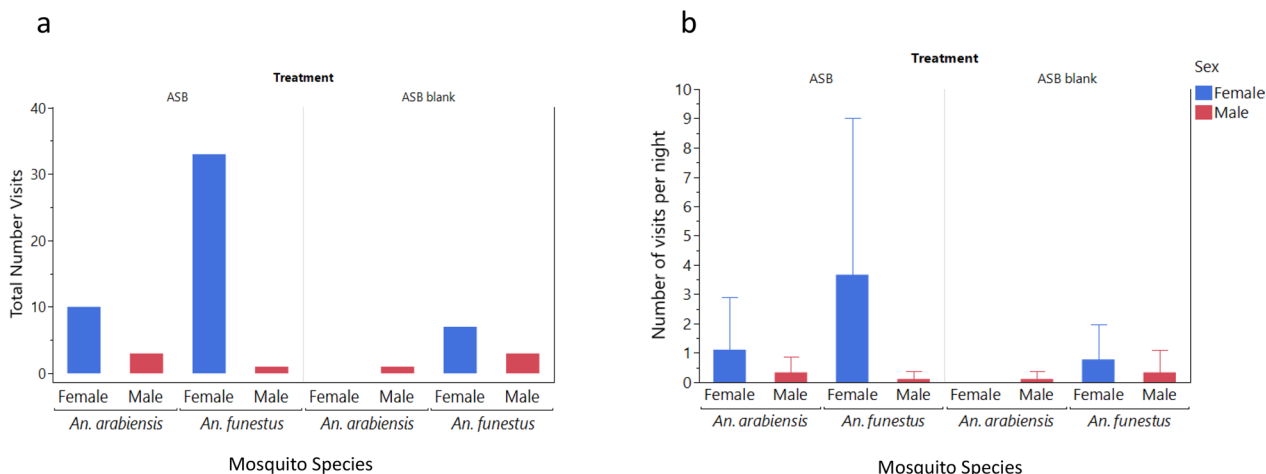 a
Treatment
ASB ASB blank
40
30
20
10
0
Total Number Visits
Female Male Female Male Female Male Female Male
An. arabiensis An. funestus An. arabiensis An. funestus
Mosquito Species
b
Treatment
ASB ASB blank
10
9
8
7
6
5
4
3
2
1
0
Number of visits per night
Female Male Female Male Female Male Female Male
An. arabiensis An. funestus An. arabiensis An. funestus
Mosquito Species
Sex
Female
Male